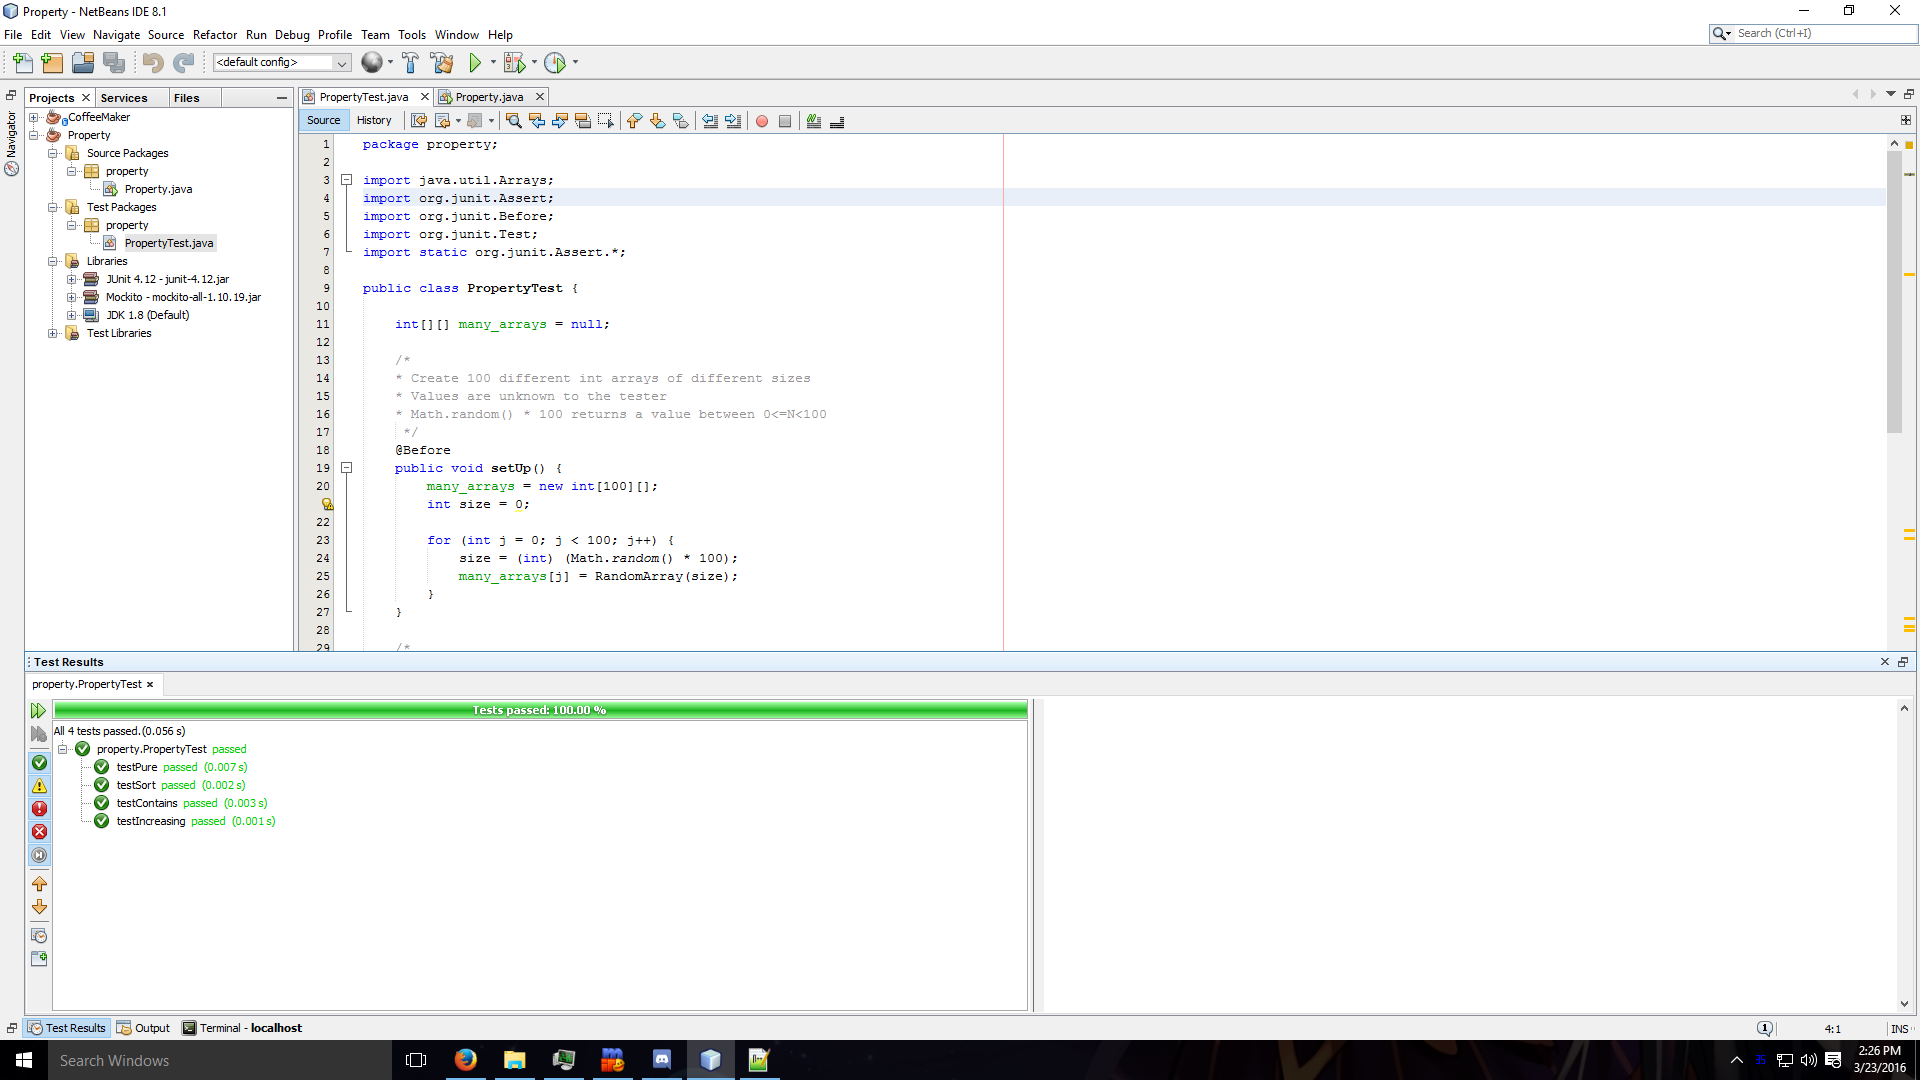 Property - NetBeans IDE 8.1
File Edit View Navigate Source Refactor Run Debug Profile Team Tools Window Help
Search (Ctrl+I)
<default config>
Navigator
Projects Services Files
CoffeeMaker
Property
Source Packages
property
Property.java
Test Packages
property
PropertyTest.java
Libraries
JUnit 4.12 - junit-4.12.jar
Mockito - mockito-all-1.10.19.jar
JDK 1.8 (Default)
Test Libraries
PropertyTest.java Property.java
Source History
1 package property;
2
3 import java.util.Arrays;
4 import org.junit.Assert;
5 import org.junit.Before;
6 import org.junit.Test;
7 import static org.junit.Assert.*;
8
9 public class PropertyTest {
10
11 int[][] many_arrays = null;
12
13 /*
14 * Create 100 different int arrays of different sizes
15 * Values are unknown to the tester
16 * Math.random() * 100 returns a value between 0<=N<100
17 */
18 @Before
19 public void setUp() {
20 many_arrays = new int[100][];
int size = 0;
22
23 for (int j = 0; j < 100; j++) {
24 size = (int) (Math.random() * 100);
25 many_arrays[j] = RandomArray(size);
26 }
27 }
28
29 /*
Test Results
property.PropertyTest
Tests passed: 100.00 %
All 4 tests passed.(0.056 s)
property.PropertyTest passed
testPure passed (0.007 s)
testSort passed (0.002 s)
testContains passed (0.003 s)
testIncreasing passed (0.001 s)
Test Results Output Terminal - localhost
1 4:1 INS
Search Windows
35
2:26 PM
3/23/2016